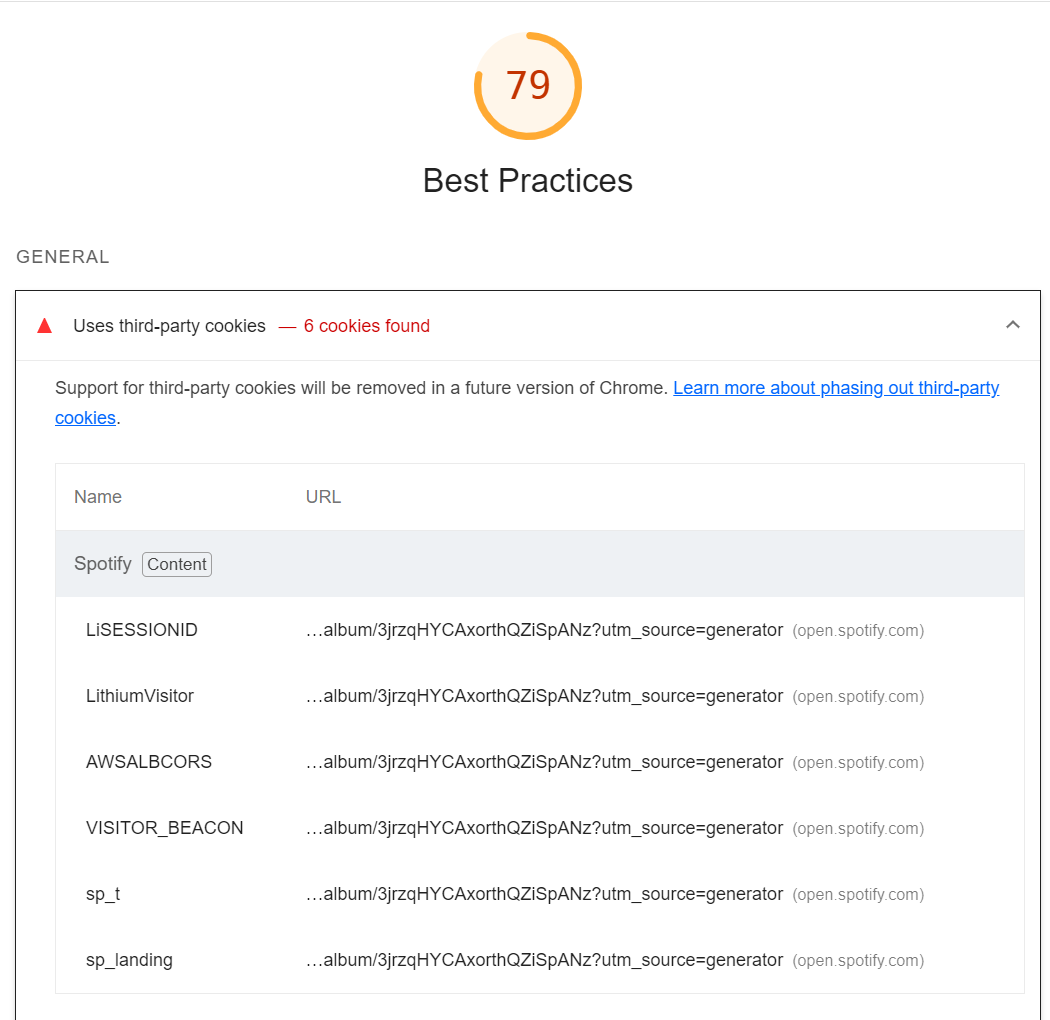 79
Best Practices
GENERAL
Uses third-party cookies — 6 cookies found
Support for third-party cookies will be removed in a future version of Chrome. Learn more about phasing out third-party
cookies.
Name URL
Spotify Content
LiSESSIONID …album/3jrzqHYCAxorthQZiSpANz?utm_source=generator (open.spotify.com)
LithiumVisitor …album/3jrzqHYCAxorthQZiSpANz?utm_source=generator (open.spotify.com)
AWSALBCORS …album/3jrzqHYCAxorthQZiSpANz?utm_source=generator (open.spotify.com)
VISITOR_BEACON …album/3jrzqHYCAxorthQZiSpANz?utm_source=generator (open.spotify.com)
sp_t …album/3jrzqHYCAxorthQZiSpANz?utm_source=generator (open.spotify.com)
sp_landing …album/3jrzqHYCAxorthQZiSpANz?utm_source=generator (open.spotify.com)